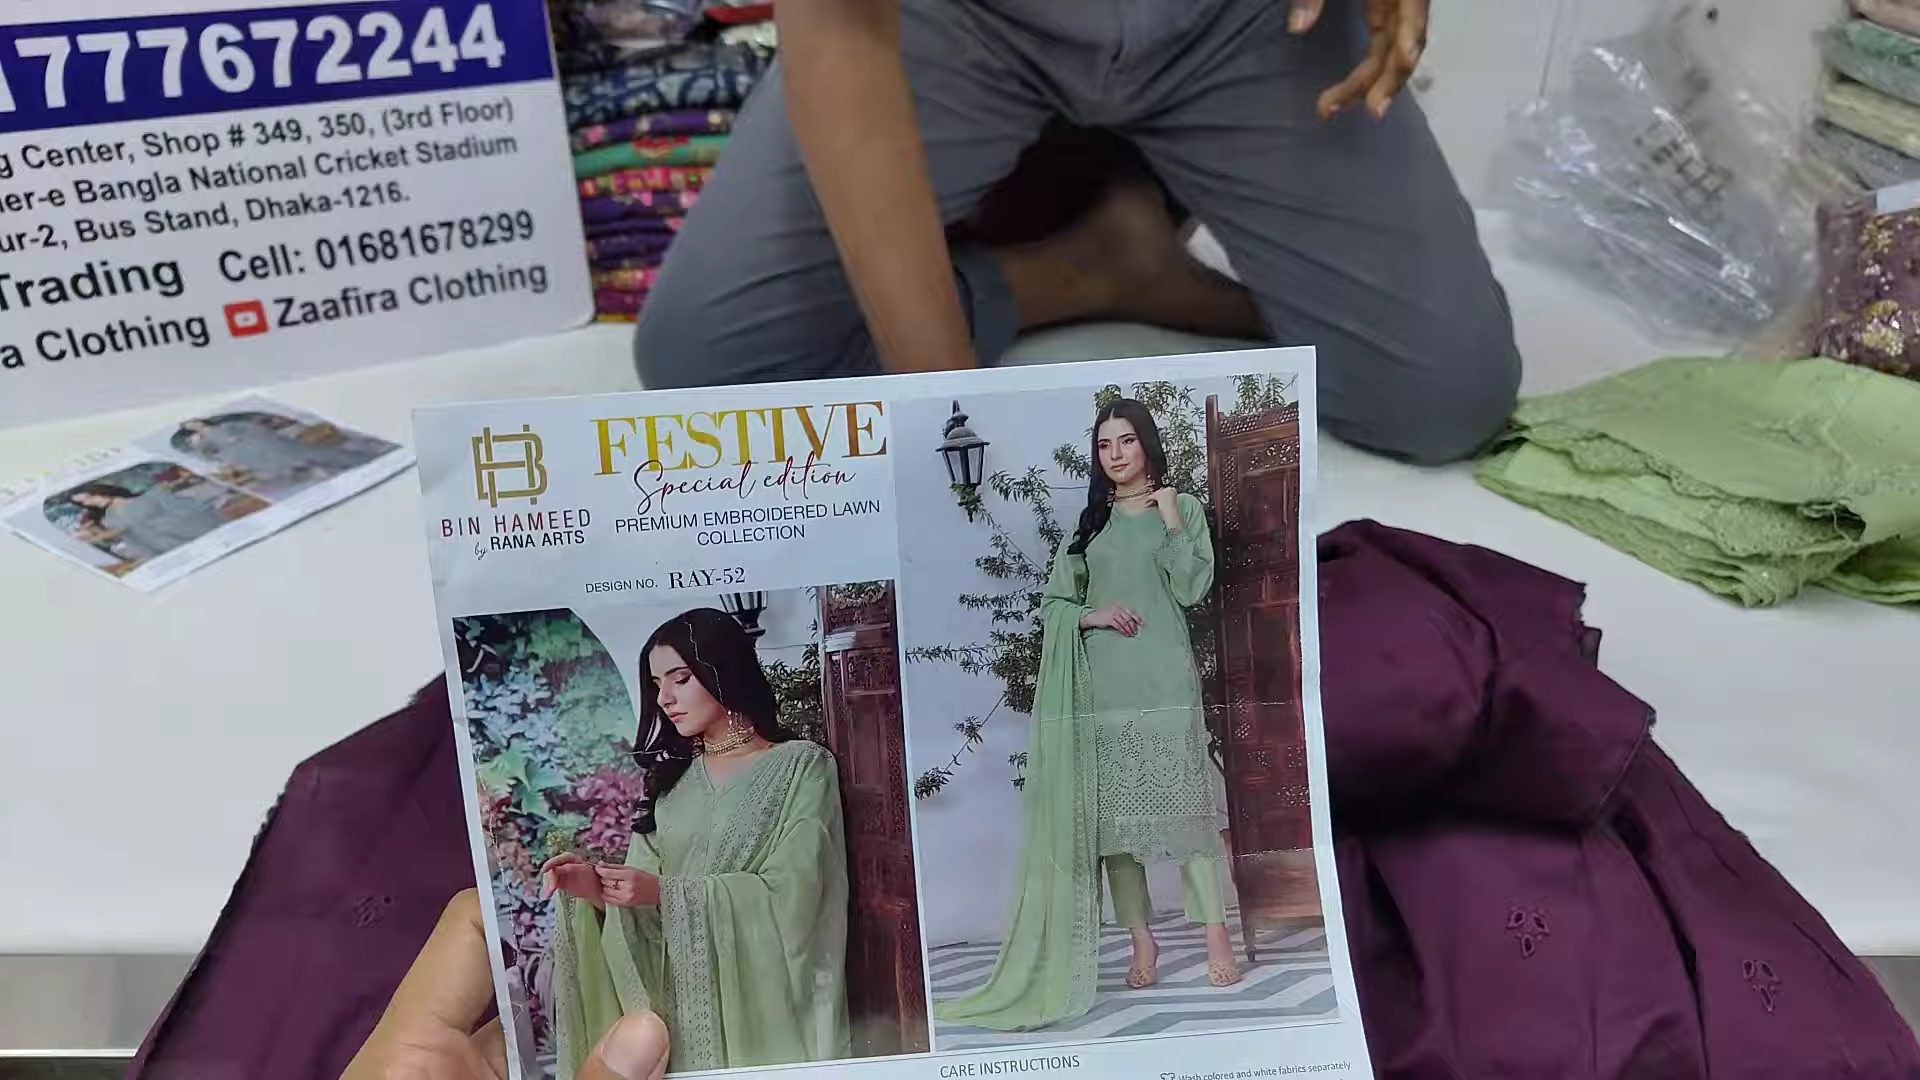 777672244
g Center, Shop # 349, 350, (3rd Floor)
er-e Bangla National Cricket Stadium
ur-2, Bus Stand, Dhaka-1216.
Trading Cell: 01681678299
a Clothing Zaafira Clothing
BIN HAMEED
by RANA ARTS
FESTIVE
Special edition
PREMIUM EMBROIDERED LAWN
COLLECTION
DESIGN NO. RAY-52
CARE INSTRUCTIONS
Wash colored and white fabrics separately